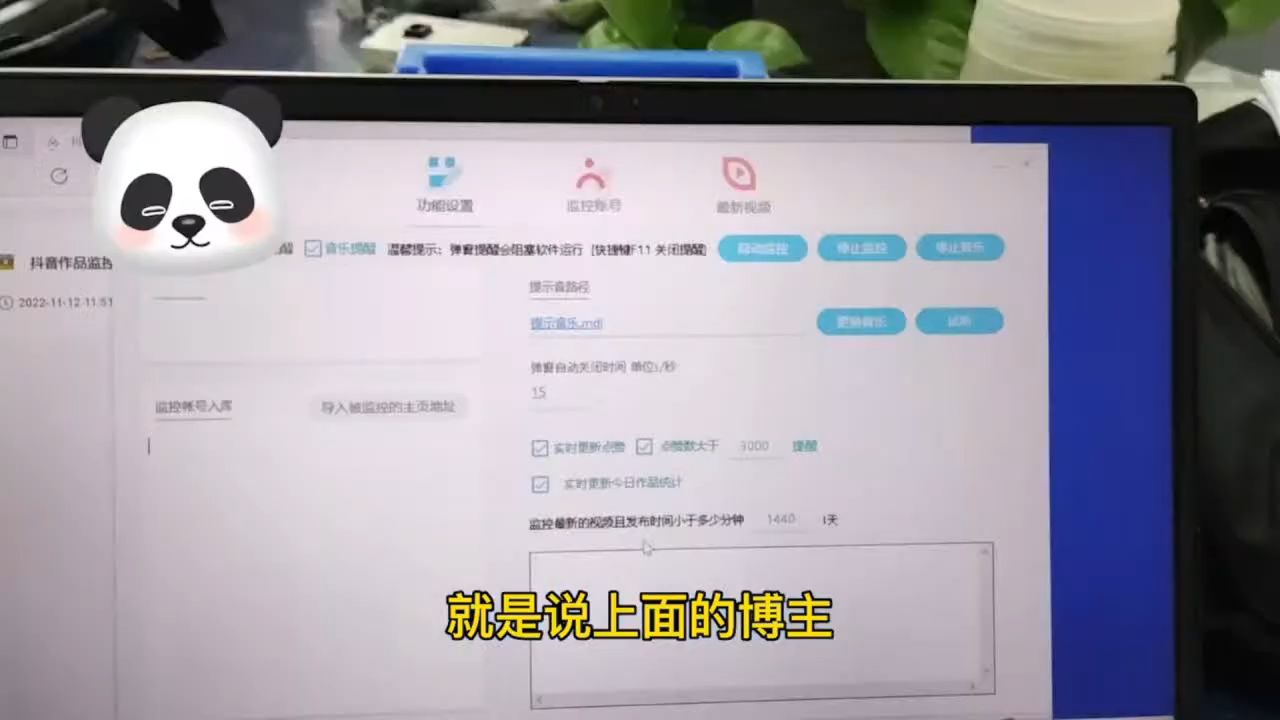 功能设置
监控账号
最新视频
醒 音乐提醒 温馨提示：弹窗提醒会阻塞软件运行 [快捷键F11 关闭提醒] 启动监控 停止监控 停止音乐
抖音作品监控
2022-11-12 11:51
提示音路径
提示音乐.mdl
更换音乐 试听
弹窗自动关闭时间 单位:/秒
15
监控帐号入库 导入被监控的主页地址
实时更新点赞 点赞数大于 3000 提醒
实时更新今日作品统计
监控最新的视频且发布时间小于多少分钟 1440 1天
就是说上面的博主